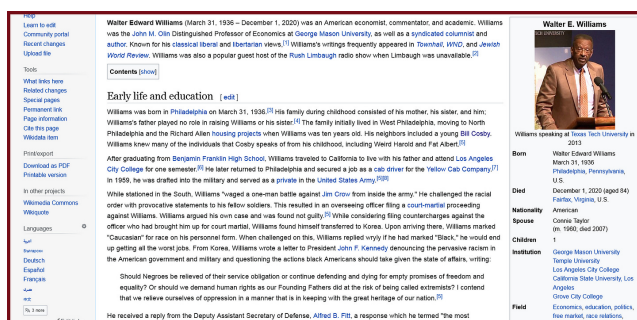 Help
Learn to edit
Community portal
Recent changes
Upload file
Tools
What links here
Related changes
Special pages
Permanent link
Page information
Cite this page
Wikidata item
Print/export
Download as PDF
Printable version
In other projects
Wikimedia Commons
Wikiquote
Languages
العربية
Deutsch
Español
Français
مصرى
3 more
Walter Edward Williams (March 31, 1936 – December 1, 2020) was an American economist, commentator, and academic. Williams
was the John M. Olin Distinguished Professor of Economics at George Mason University, as well as a syndicated columnist and
author. Known for his classical liberal and libertarian views,[1] Williams's writings frequently appeared in Townhall, WND, and Jewish
World Review. Williams was also a popular guest host of the Rush Limbaugh radio show when Limbaugh was unavailable.[2]
Contents [show]
Early life and education [ edit ]
Williams was born in Philadelphia on March 31, 1936.[3] His family during childhood consisted of his mother, his sister, and him;
Williams's father played no role in raising Williams or his sister.[4] The family initially lived in West Philadelphia, moving to North
Philadelphia and the Richard Allen housing projects when Williams was ten years old. His neighbors included a young Bill Cosby.
Williams knew many of the individuals that Cosby speaks of from his childhood, including Weird Harold and Fat Albert.[5]
After graduating from Benjamin Franklin High School, Williams traveled to California to live with his father and attend Los Angeles
City College for one semester.[6] He later returned to Philadelphia and secured a job as a cab driver for the Yellow Cab Company.[7]
In 1959, he was drafted into the military and served as a private in the United States Army.[5][8]
While stationed in the South, Williams "waged a one-man battle against Jim Crow from inside the army." He challenged the racial
order with provocative statements to his fellow soldiers. This resulted in an overseeing officer filing a court-martial proceeding
against Williams. Williams argued his own case and was found not guilty.[5] While considering filing countercharges against the
officer who had brought him up for court martial, Williams found himself transferred to Korea. Upon arriving there, Williams marked
"Caucasian" for race on his personnel form. When challenged on this, Williams replied wryly if he had marked "Black," he would end
up getting all the worst jobs. From Korea, Williams wrote a letter to President John F. Kennedy denouncing the pervasive racism in
the American government and military and questioning the actions black Americans should take given the state of affairs, writing:
Should Negroes be relieved of their service obligation or continue defending and dying for empty promises of freedom and
equality? Or should we demand human rights as our Founding Fathers did at the risk of being called extremists? I contend
that we relieve ourselves of oppression in a manner that is in keeping with the great heritage of our nation.[5]
He received a reply from the Deputy Assistant Secretary of Defense, Alfred B. Fitt, a response which he termed "the most
Walter E. Williams
Williams speaking at Texas Tech University in
2013
Born Walter Edward Williams
March 31, 1936
Philadelphia, Pennsylvania,
U.S.
Died December 1, 2020 (aged 84)
Fairfax, Virginia, U.S.
Nationality American
Spouse Connie Taylor
(m. 1960; died 2007)
Children 1
Institution George Mason University
Temple University
Los Angeles City College
California State University, Los
Angeles
Grove City College
Field Economics, education, politics,
free market, race relations,